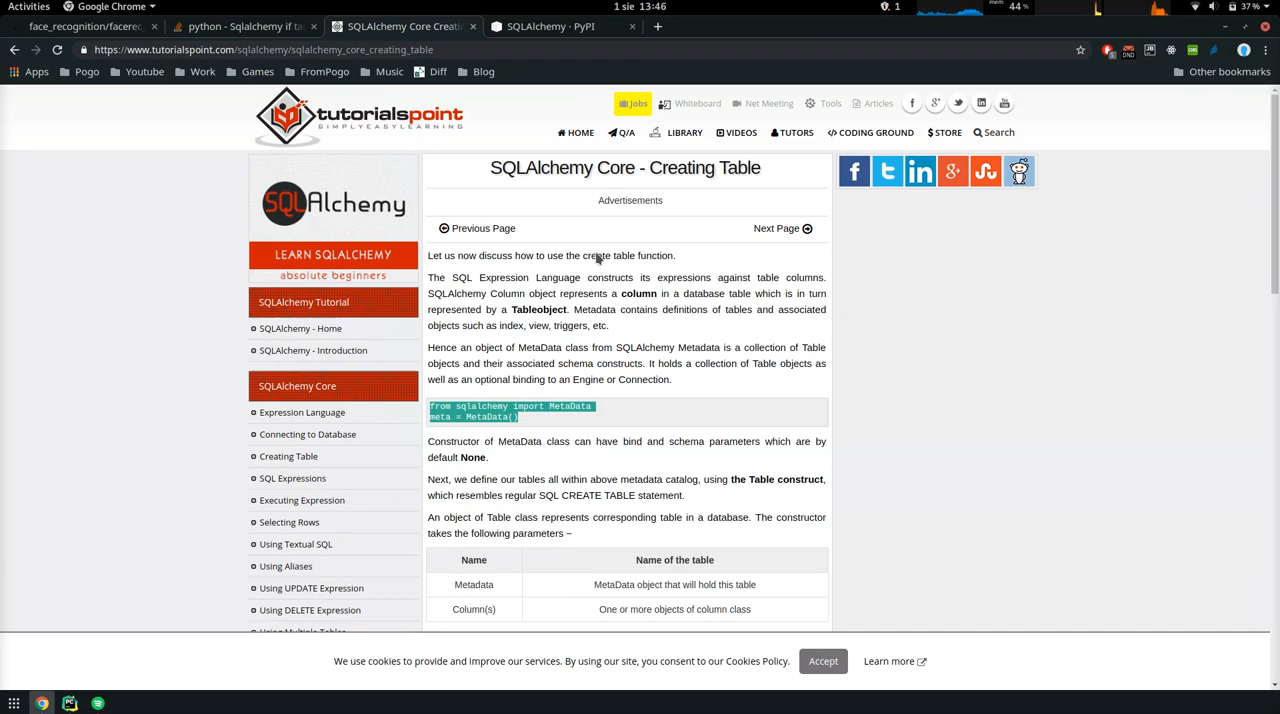 Activities
Google Chrome
1 sie 13:46
1
mem
44 %
37 %
face_recognition/facerec
python - Sqlalchemy if ta
SQLAlchemy Core Creatin
SQLAlchemy · PyPI
https://www.tutorialspoint.com/sqlalchemy/sqlalchemy_core_creating_table
Apps
Pogo
Youtube
Work
Games
FromPogo
Music
Diff
Blog
Other bookmarks
tutorialspoint
SIMPLYEASYLEARNING
Jobs
Whiteboard
Net Meeting
Tools
Articles
HOME
Q/A
LIBRARY
VIDEOS
TUTORS
CODING GROUND
STORE
Search
SQLAlchemy
LEARN SQLALCHEMY
absolute beginners
SQLAlchemy Tutorial
SQLAlchemy - Home
SQLAlchemy - Introduction
SQLAlchemy Core
Expression Language
Connecting to Database
Creating Table
SQL Expressions
Executing Expression
Selecting Rows
Using Textual SQL
Using Aliases
Using UPDATE Expression
Using DELETE Expression
SQLAlchemy Core - Creating Table
Advertisements
Previous Page
Next Page
Let us now discuss how to use the create table function.
The SQL Expression Language constructs its expressions against table columns.
SQLAlchemy Column object represents a column in a database table which is in turn
represented by a Tableobject. Metadata contains definitions of tables and associated
objects such as index, view, triggers, etc.
Hence an object of MetaData class from SQLAlchemy Metadata is a collection of Table
objects and their associated schema constructs. It holds a collection of Table objects as
well as an optional binding to an Engine or Connection.
from sqlalchemy import MetaData
meta = MetaData()
Constructor of MetaData class can have bind and schema parameters which are by
default None.
Next, we define our tables all within above metadata catalog, using the Table construct,
which resembles regular SQL CREATE TABLE statement.
An object of Table class represents corresponding table in a database. The constructor
takes the following parameters −
Name
Name of the table
Metadata
MetaData object that will hold this table
Column(s)
One or more objects of column class
We use cookies to provide and improve our services. By using our site, you consent to our Cookies Policy.
Accept
Learn more